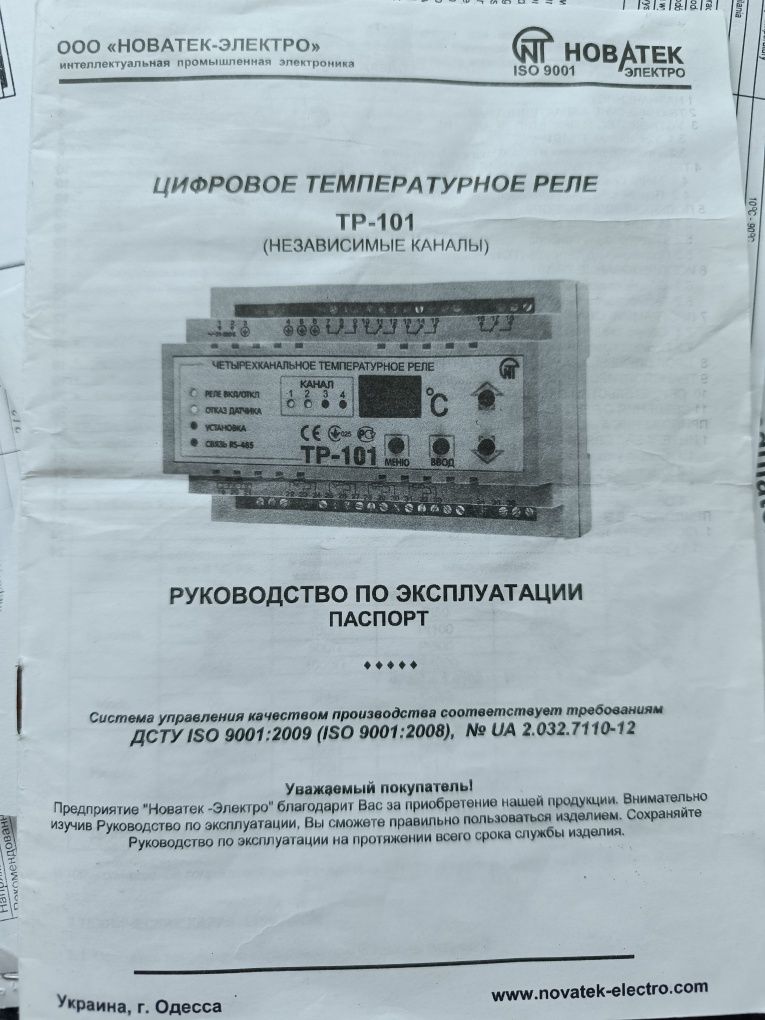 ООО «НОВАТЕК-ЭЛЕКТРО»
интеллектуальная промышленная электроника
НОВАТЕК
ISO 9001
ЭЛЕКТРО
ЦИФРОВОЕ ТЕМПЕРАТУРНОЕ РЕЛЕ
ТР-101
(НЕЗАВИСИМЫЕ КАНАЛЫ)
ЧЕТЫРЕХКАНАЛЬНОЕ ТЕМПЕРАТУРНОЕ РЕЛЕ
КАНАЛ
1 2 3 4
РЕЛЕ ВКЛ/ОТКЛ
ОТКАЗ ДАТЧИКА
УСТАНОВКА
СВЯЗЬ RS-485
°C
CE
ТР-101
МЕНЮ
ВВОД
РУКОВОДСТВО ПО ЭКСПЛУАТАЦИИ
ПАСПОРТ
♦♦♦♦♦
Система управления качеством производства соответствует требованиям
ДСТУ ISO 9001:2009 (ISO 9001:2008), № UA 2.032.7110-12
Уважаемый покупатель!
Предприятие "Новатек -Электро" благодарит Вас за приобретение нашей продукции. Внимательно
изучив Руководство по эксплуатации, Вы сможете правильно пользоваться изделием. Сохраняйте
Руководство по эксплуатации на протяжении всего срока службы изделия.
Украина, г. Одесса
www.novatek-electro.com